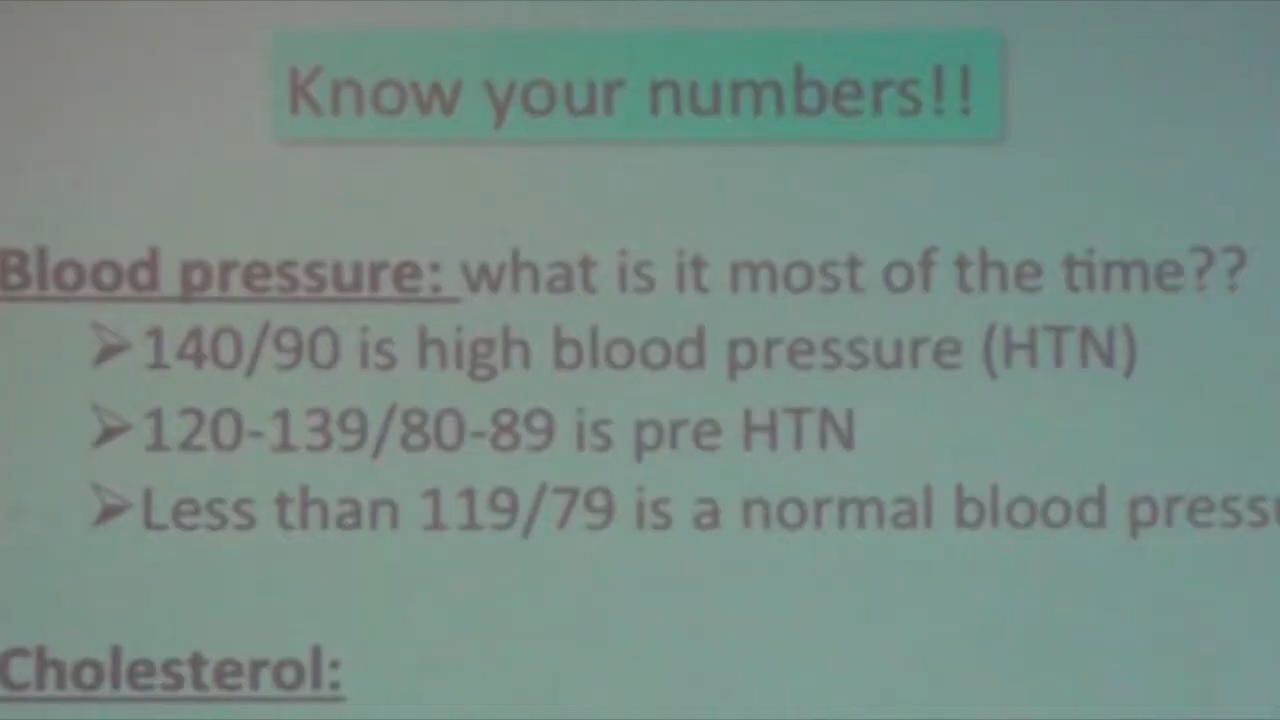 Know your numbers!!
Blood pressure: what is it most of the time??
➢140/90 is high blood pressure (HTN)
➢120-139/80-89 is pre HTN
➢Less than 119/79 is a normal blood pressu
Cholesterol: